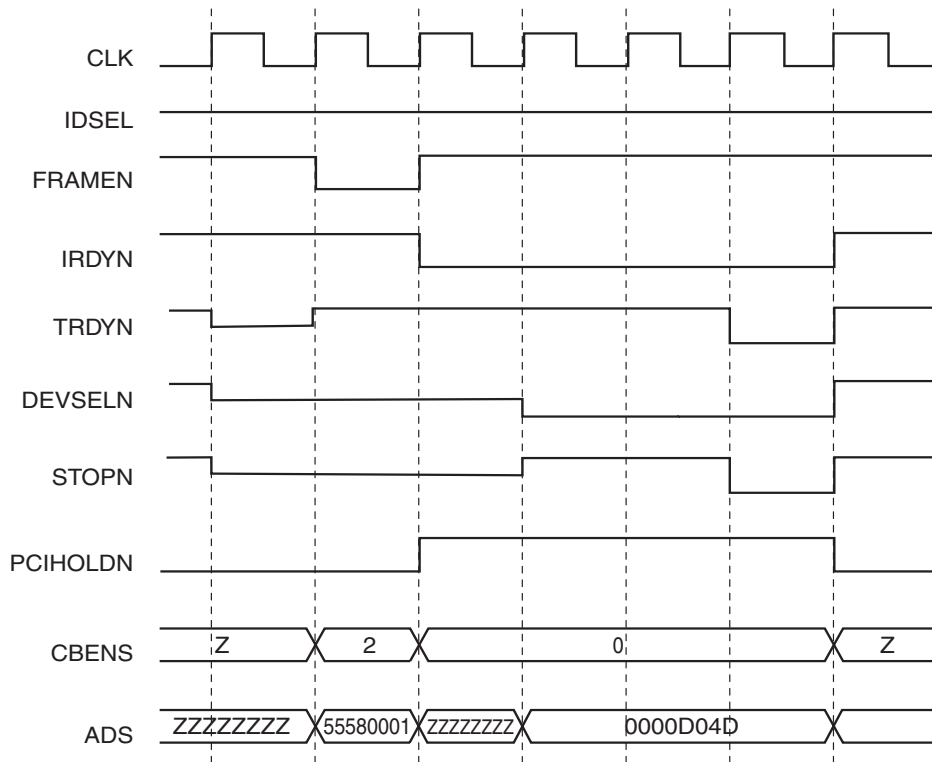 CLK
IDSEL
FRAMEN
IRDYN
TRDYN
DEVSELN
STOPN
PCIHOLDN
CBENS Z 2 0 Z
ADS ZZZZZZZZ 55580001 ZZZZZZZZ 0000D04D